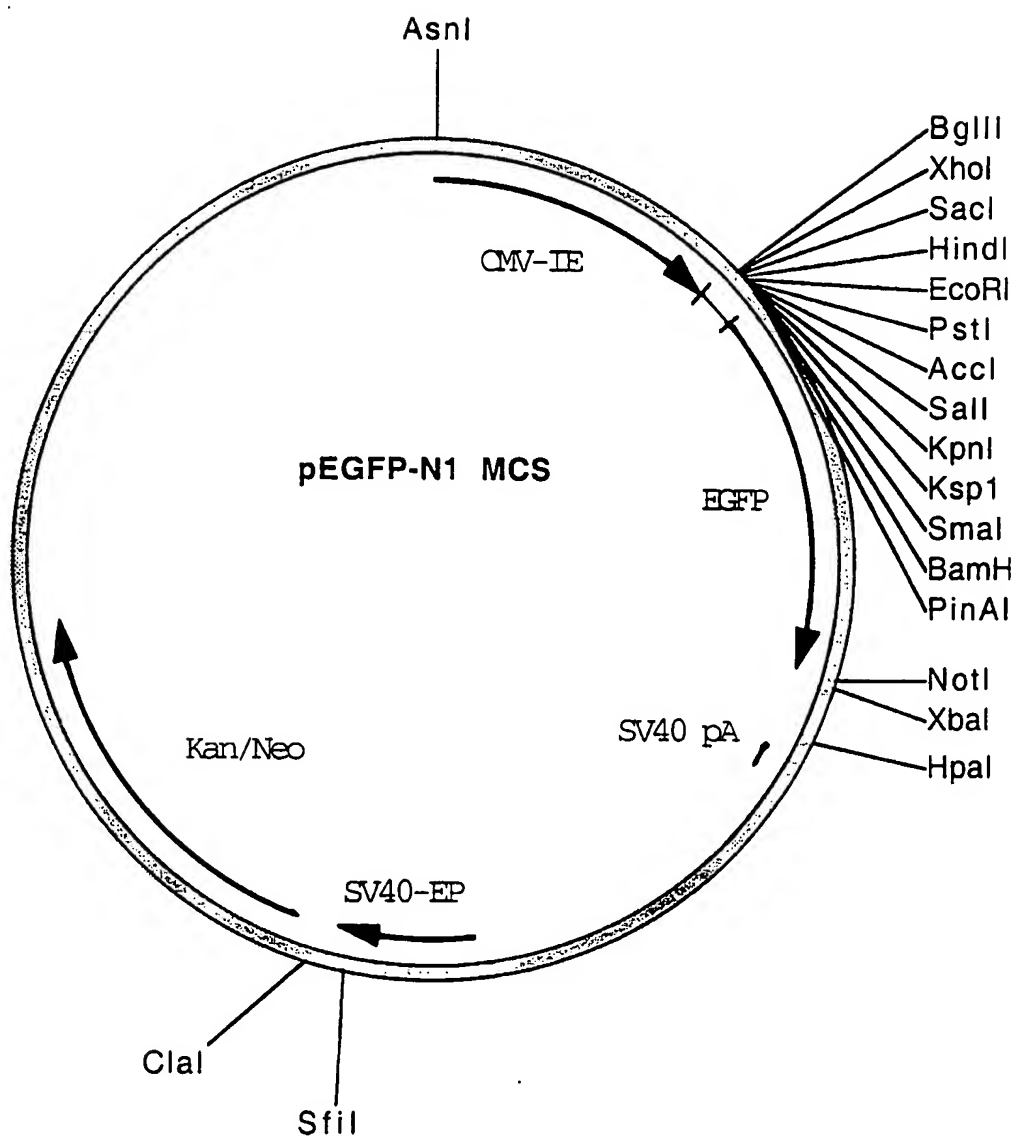 AsnI
BglII
XhoI
SacI
HindI
EcoRI
PstI
AccI
SalI
KpnI
Ksp1
SmaI
BamH
PinAI
NotI
XbaI
HpaI
CMV-IE
pEGFP-N1 MCS
EGFP
SV40 pA
Kan/Neo
SV40-EP
ClaI
SfiI